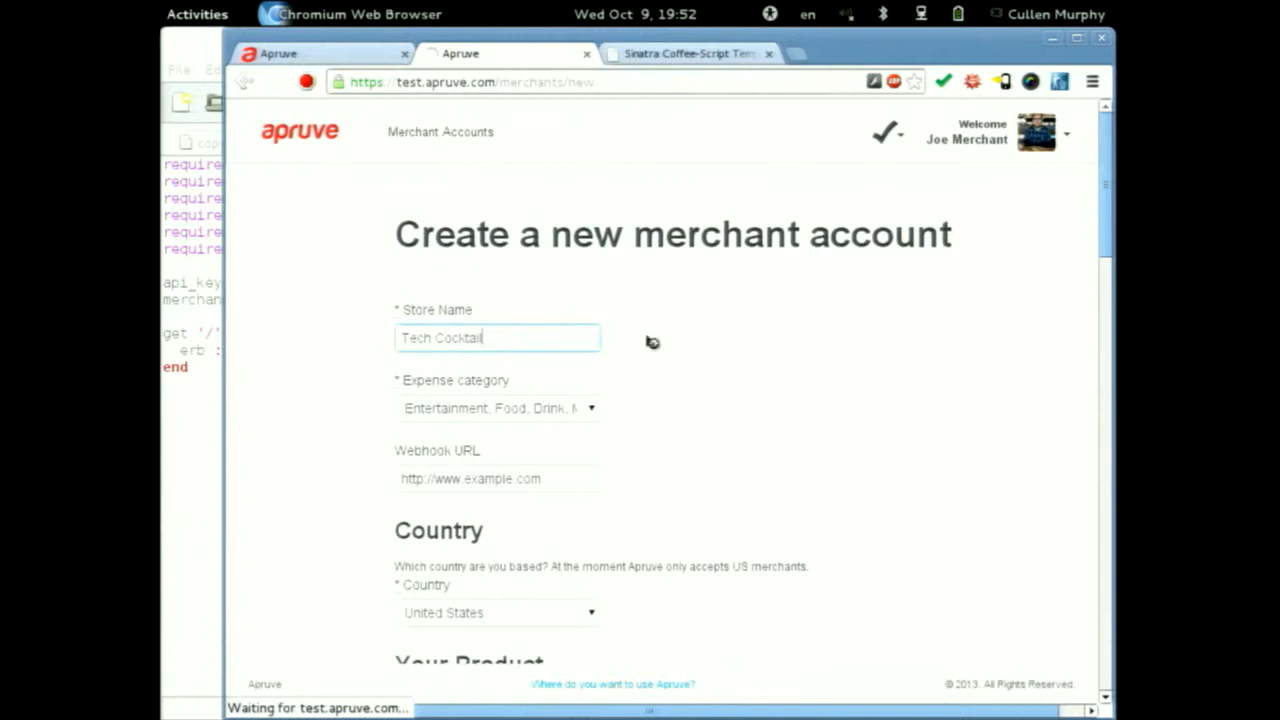 Activities Chromium Web Browser Wed Oct 9, 19:52 en Cullen Murphy
Apruve Apruve Sinatra Coffee-Script Tem
https://test.apruve.com/merchants/new
File Ed
apruve Merchant Accounts Welcome
Joe Merchant
require
require
require
require
require
require
api_key
merchan
get '/'
erb :
end
Create a new merchant account
* Store Name
Tech Cocktail
* Expense category
Entertainment, Food, Drink, M
Webhook URL
http://www.example.com
Country
Which country are you based? At the moment Apruve only accepts US merchants.
* Country
United States
Your Product
Apruve Where do you want to use Apruve? © 2013. All Rights Reserved.
Waiting for test.apruve.com...